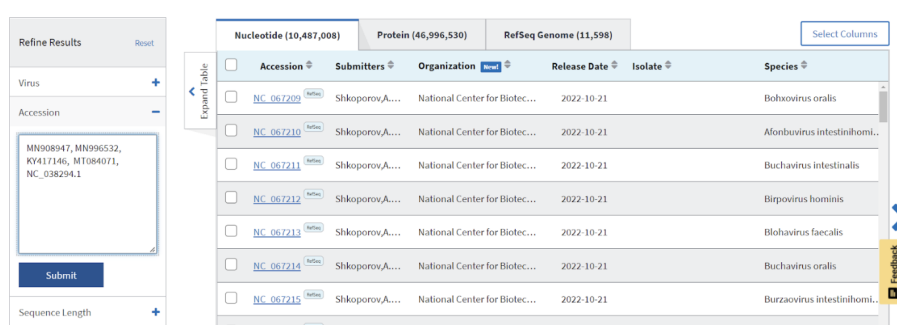 Refine Results
Reset
Virus
Accession
MN908947, MN996532,
KY417146, MT084071,
NC_038294.1
Submit
Sequence Length
Expand Table
Nucleotide (10,487,008)
Protein (46,996,530)
RefSeq Genome (11,598)
Select Columns
Accession Submitters Organization New! Release Date Isolate Species
NC_067209 RefSeq Shkoporov,A.... National Center for Biotec... 2022-10-21 Bohxovirus oralis
NC_067210 RefSeq Shkoporov,A.... National Center for Biotec... 2022-10-21 Afonbuvirus intestinihomi..
NC_067211 RefSeq Shkoporov,A.... National Center for Biotec... 2022-10-21 Buchavirus intestinalis
NC_067212 RefSeq Shkoporov,A.... National Center for Biotec... 2022-10-21 Birpovirus hominis
NC_067213 RefSeq Shkoporov,A.... National Center for Biotec... 2022-10-21 Blohavirus faecalis
NC_067214 RefSeq Shkoporov,A.... National Center for Biotec... 2022-10-21 Buchavirus oralis
NC_067215 RefSeq Shkoporov,A.... National Center for Biotec... 2022-10-21 Burzaovirus intestinihomi..
Feedback